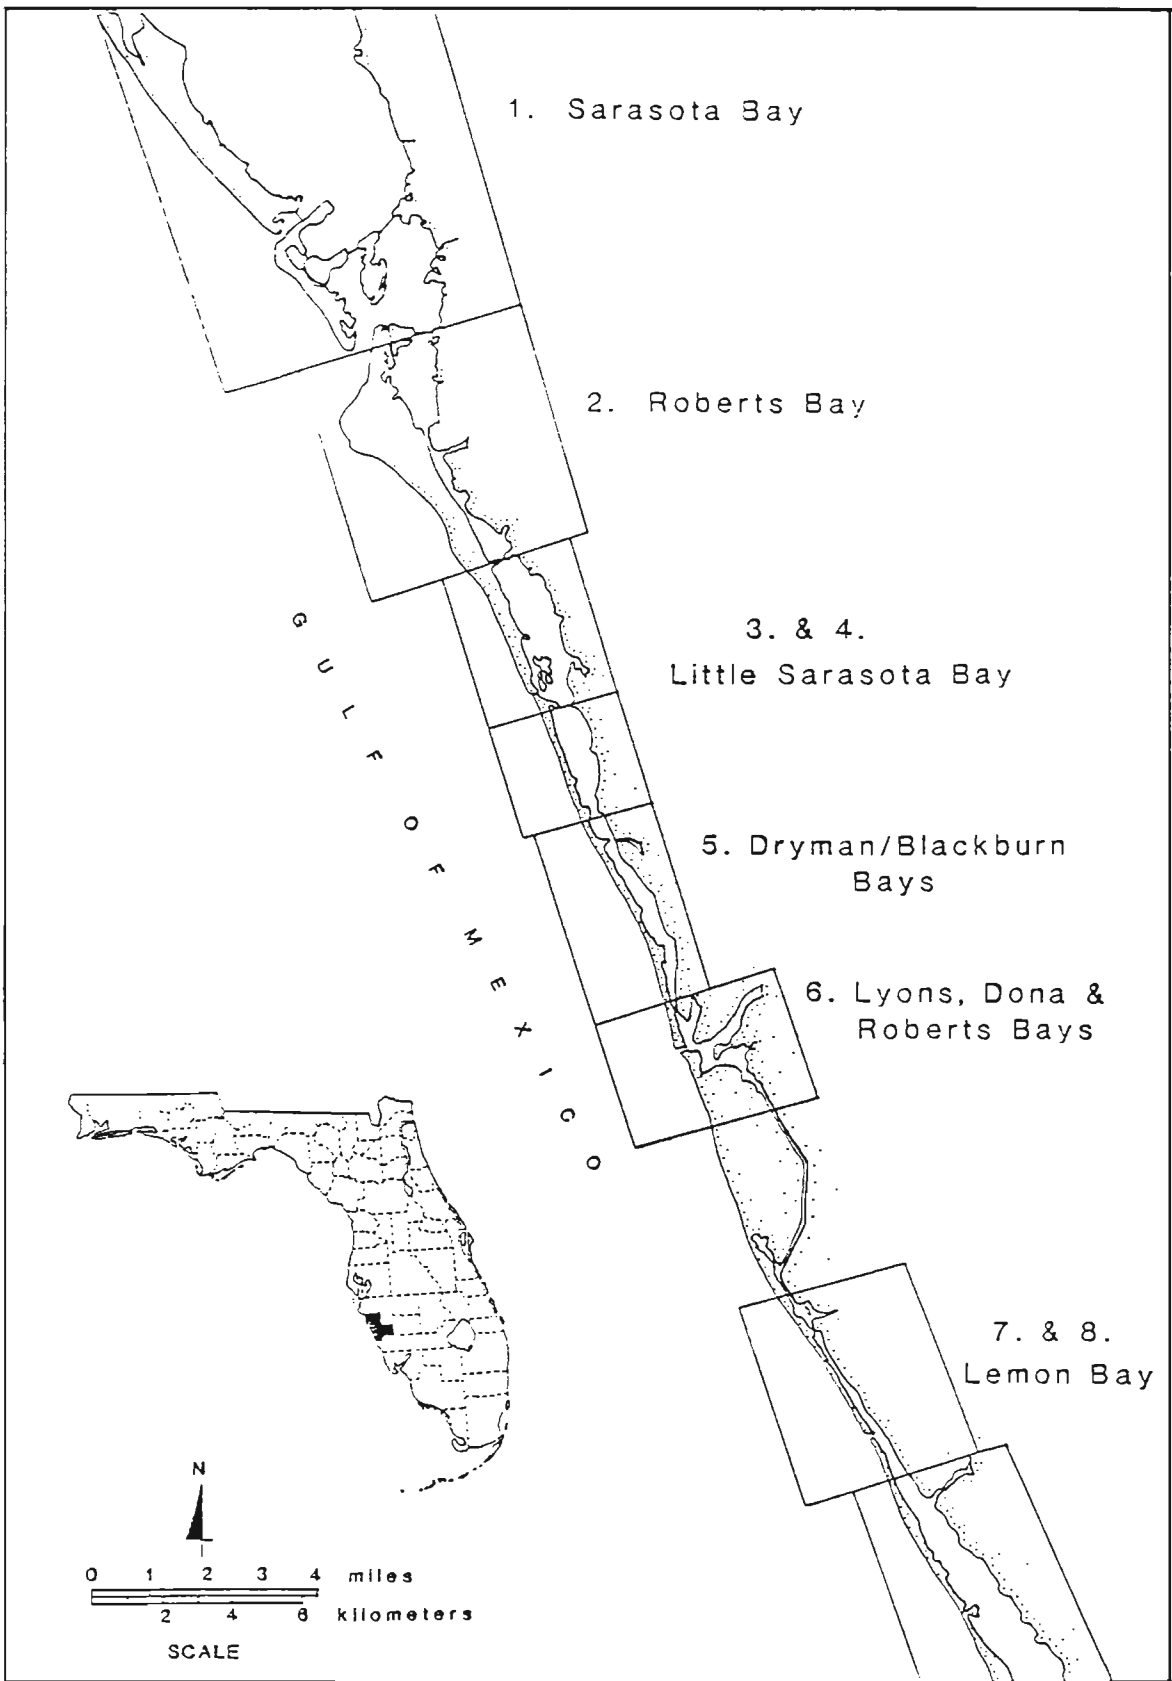 1. Sarasota Bay
2. Roberts Bay
3. & 4.
Little Sarasota Bay
5. Dryman/Blackburn
Bays
6. Lyons, Dona &
Roberts Bays
7. & 8.
Lemon Bay
GULF OF MEXICO
N
0 1 2 3 4 miles
2 4 6 kilometers
SCALE